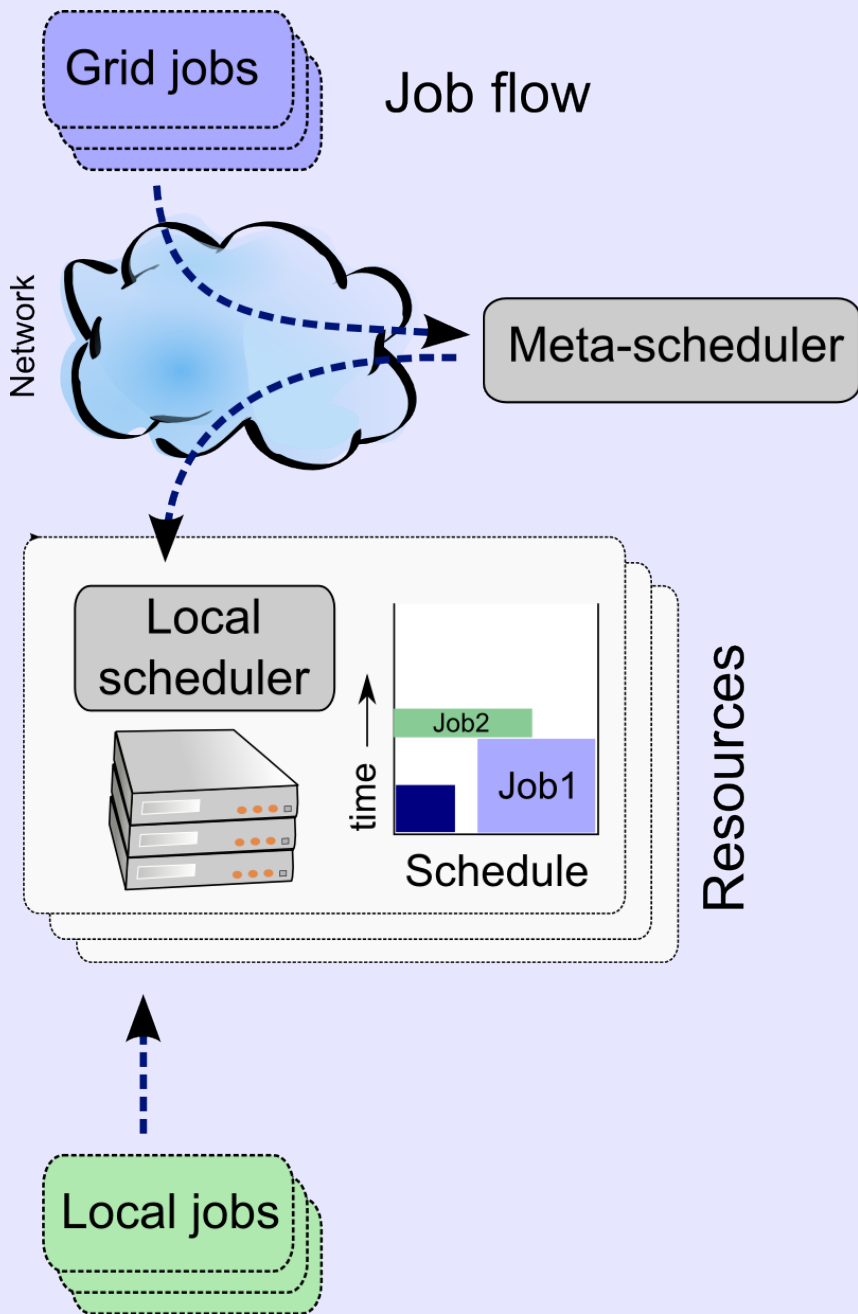 Grid jobs
Job flow
Network
Meta-scheduler
Local
scheduler
time
Job2
Job1
Schedule
Resources
Local jobs